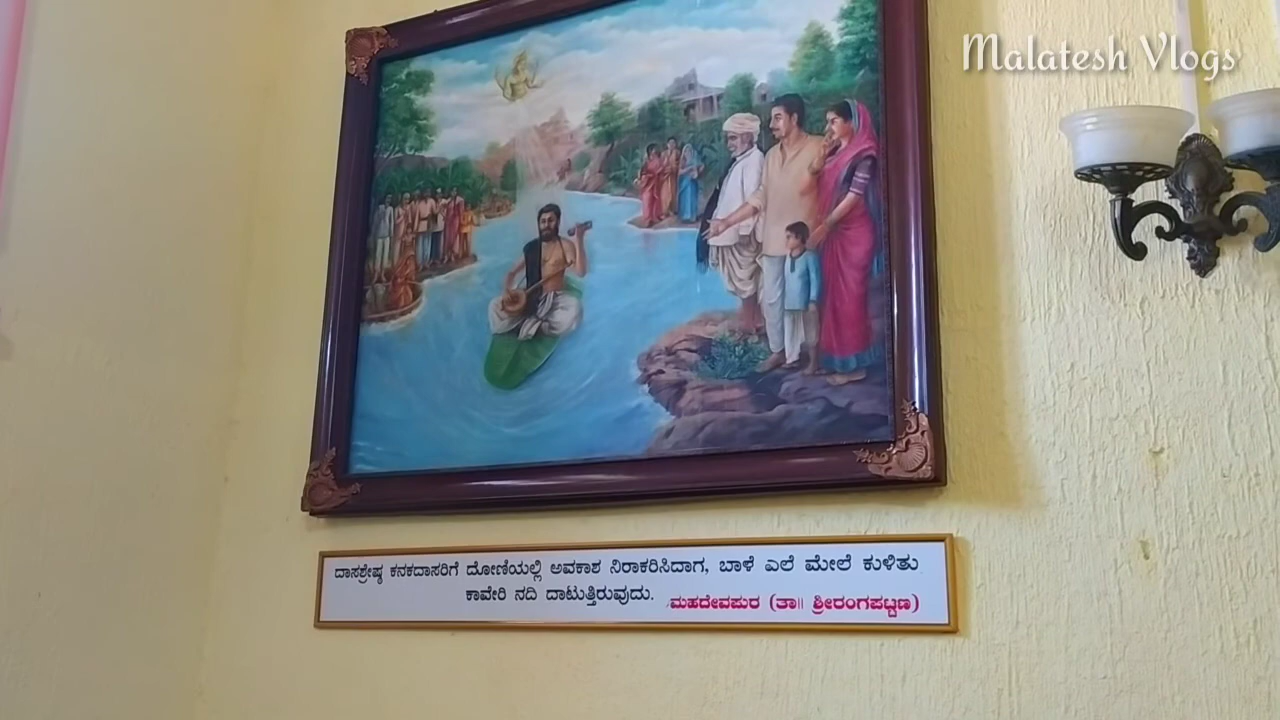 Malatesh Vlogs
ದಾಸಶ್ರೇಷ್ಠ ಕನಕದಾಸರಿಗೆ ದೋಣಿಯಲ್ಲಿ ಅವಕಾಶ ನಿರಾಕರಿಸಿದಾಗ, ಬಾಳೆ ಎಲೆ ಮೇಲೆ ಕುಳಿತು
ಕಾವೇರಿ ನದಿ ದಾಟುತ್ತಿರುವುದು. ಮಹದೇವಪುರ (ತಾ|| ಶ್ರೀರಂಗಪಟ್ಟಣ)